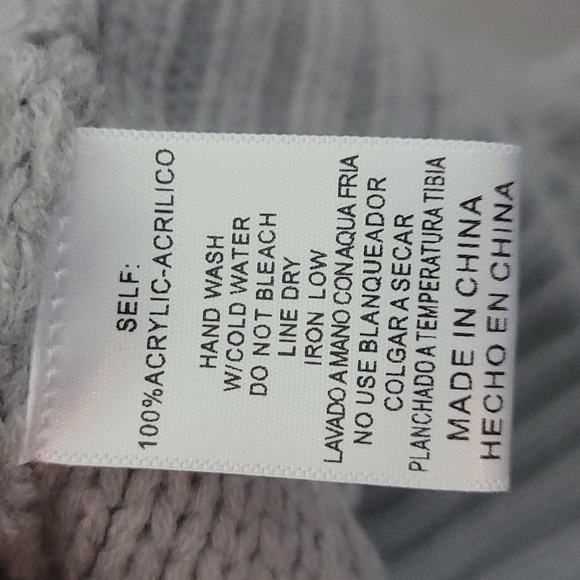 SELF:
100%ACRYLIC-ACRILICO
HAND WASH
W/COLD WATER
DO NOT BLEACH
LINE DRY
IRON LOW
LAVADO A MANO CON AQUA FRIA
NO USE BLANQUEADOR
COLGAR A SECAR
PLANCHADO A TEMPERATURA TIBIA
MADE IN CHINA
HECHO EN CHINA